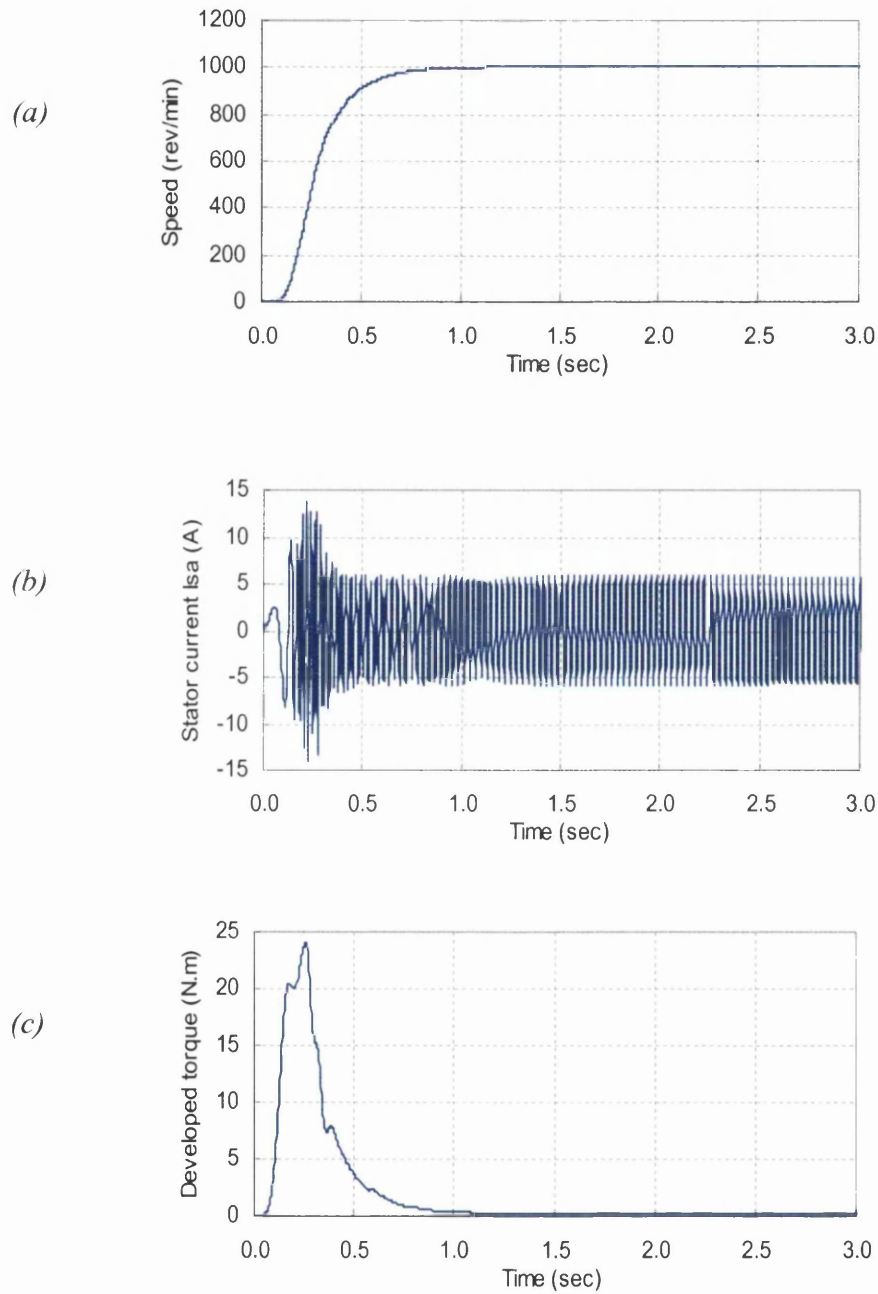 (a)
Speed (rev/min)
1200
1000
800
600
400
200
0
0.0 0.5 1.0 1.5 2.0 2.5 3.0
Time (sec)
(b)
Stator current Isa (A)
15
10
5
0
-5
-10
-15
0.0 0.5 1.0 1.5 2.0 2.5 3.0
Time (sec)
(c)
Developed torque (N.m)
25
20
15
10
5
0
0.0 0.5 1.0 1.5 2.0 2.5 3.0
Time (sec)